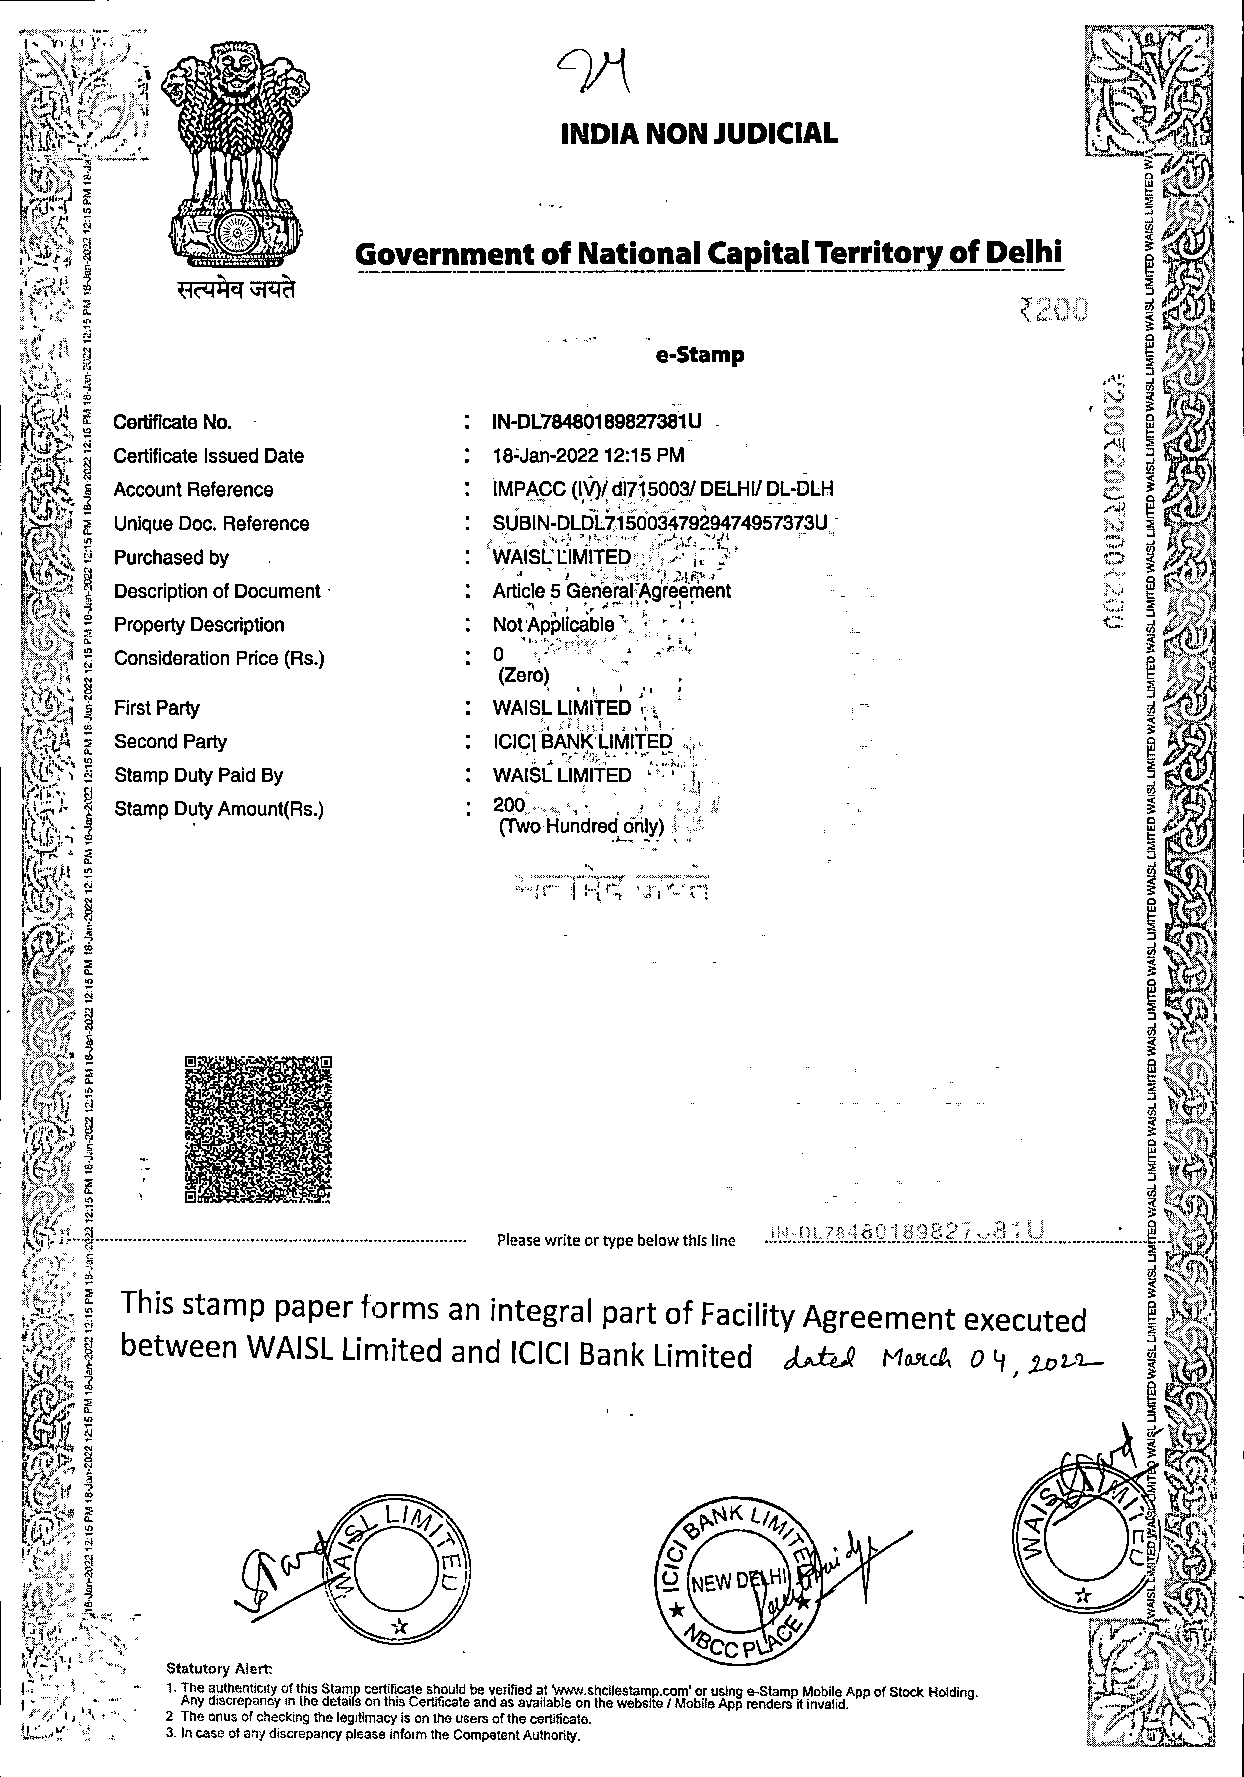 INDIA NON JUDICIAL
Government of National Capital Territory of Delhi
सत्यमेव जयते
₹200
e-Stamp
Certificate No. : IN-DL78480189827381U
Certificate Issued Date : 18-Jan-2022 12:15 PM
Account Reference : IMPACC (IV)/ dl715003/ DELHI/ DL-DLH
Unique Doc. Reference : SUBIN-DLDL71500347929474957373U
Purchased by : WAISL LIMITED
Description of Document : Article 5 General Agreement
Property Description : Not Applicable
Consideration Price (Rs.) : 0
(Zero)
First Party : WAISL LIMITED
Second Party : ICICI BANK LIMITED
Stamp Duty Paid By : WAISL LIMITED
Stamp Duty Amount(Rs.) : 200
(Two Hundred only)
₹200₹200₹200₹200
Please write or type below this line
IN-DL78480189827381U
This stamp paper forms an integral part of Facility Agreement executed
between WAISL Limited and ICICI Bank Limited dated March 04, 2022
WAISL LIMITED
ICICI BANK LIMITED
NEW DELHI
NBCC PLACE
WAISL LIMITED
Statutory Alert:
1. The authenticity of this Stamp certificate should be verified at 'www.shcilestamp.com' or using e-Stamp Mobile App of Stock Holding.
Any discrepancy in the details on this Certificate and as available on the website / Mobile App renders it invalid.
2 The onus of checking the legitimacy is on the users of the certificate.
3. In case of any discrepancy please inform the Competent Authority.